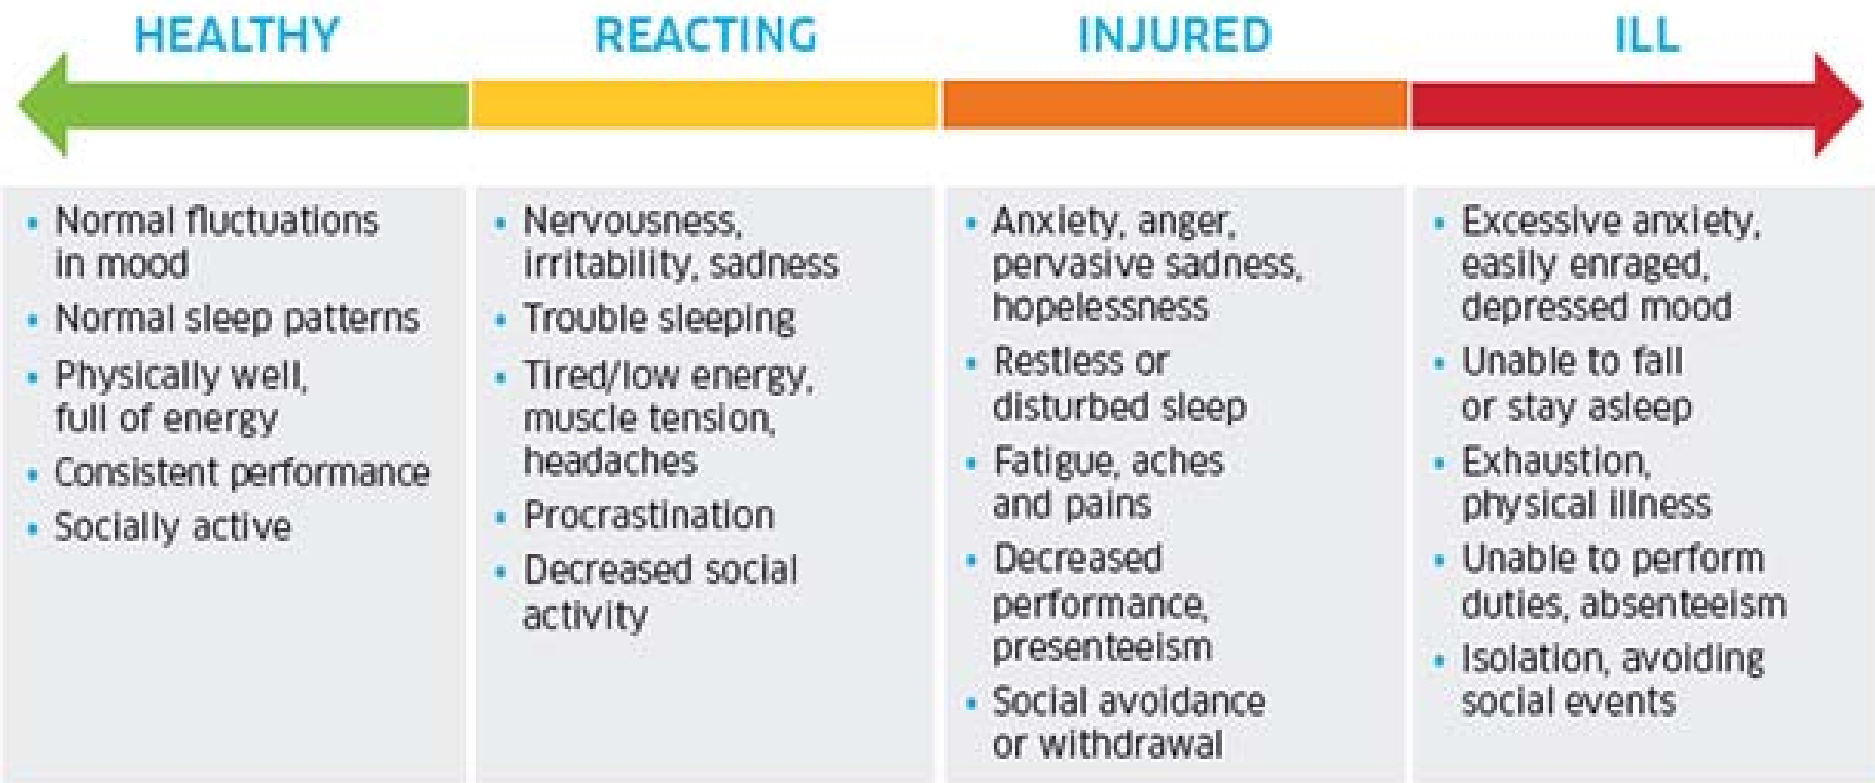 HEALTHY
REACTING
INJURED
ILL
• Normal fluctuations
in mood
• Normal sleep patterns
• Physically well,
full of energy
• Consistent performance
• Socially active
• Nervousness,
irritability, sadness
• Trouble sleeping
• Tired/low energy,
muscle tension,
headaches
• Procrastination
• Decreased social
activity
• Anxiety, anger,
pervasive sadness,
hopelessness
• Restless or
disturbed sleep
• Fatigue, aches
and pains
• Decreased
performance,
presenteeism
• Social avoidance
or withdrawal
• Excessive anxiety,
easily enraged,
depressed mood
• Unable to fall
or stay asleep
• Exhaustion,
physical illness
• Unable to perform
duties, absenteeism
• Isolation, avoiding
social events